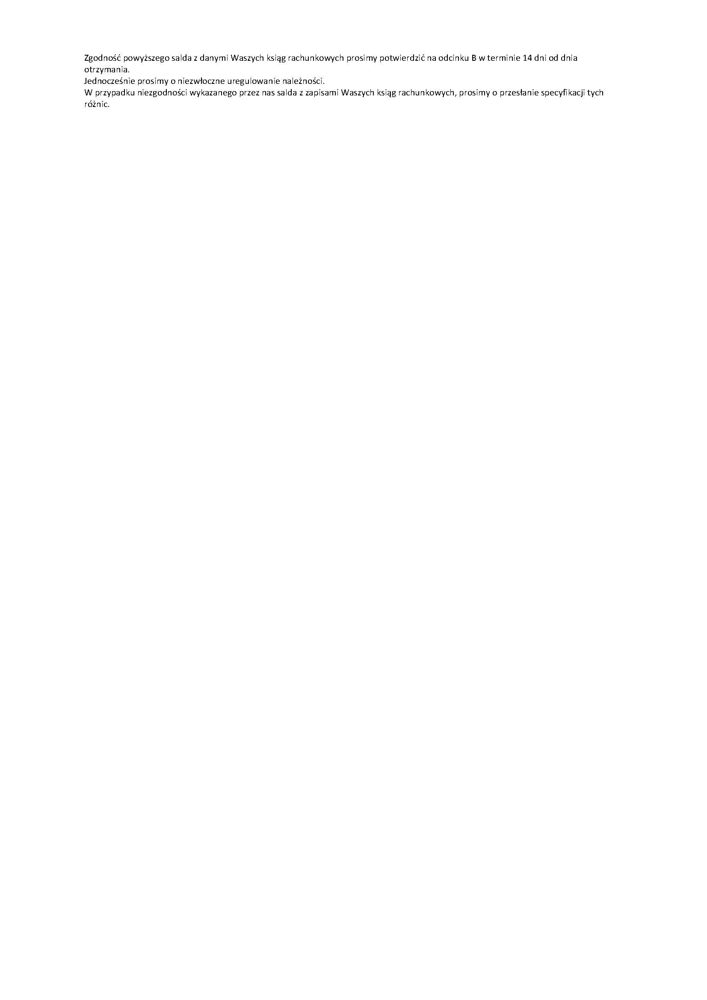 Zgodność powyższego salda z danymi Waszych ksiąg rachunkowych prosimy potwierdzić na odcinku B w terminie 14 dni od dnia
otrzymania.
Jednocześnie prosimy o niezwłoczne uregulowanie należności.
W przypadku niezgodności wykazanego przez nas salda z zapisami Waszych ksiąg rachunkowych, prosimy o przesłanie specyfikacji tych
różnic.